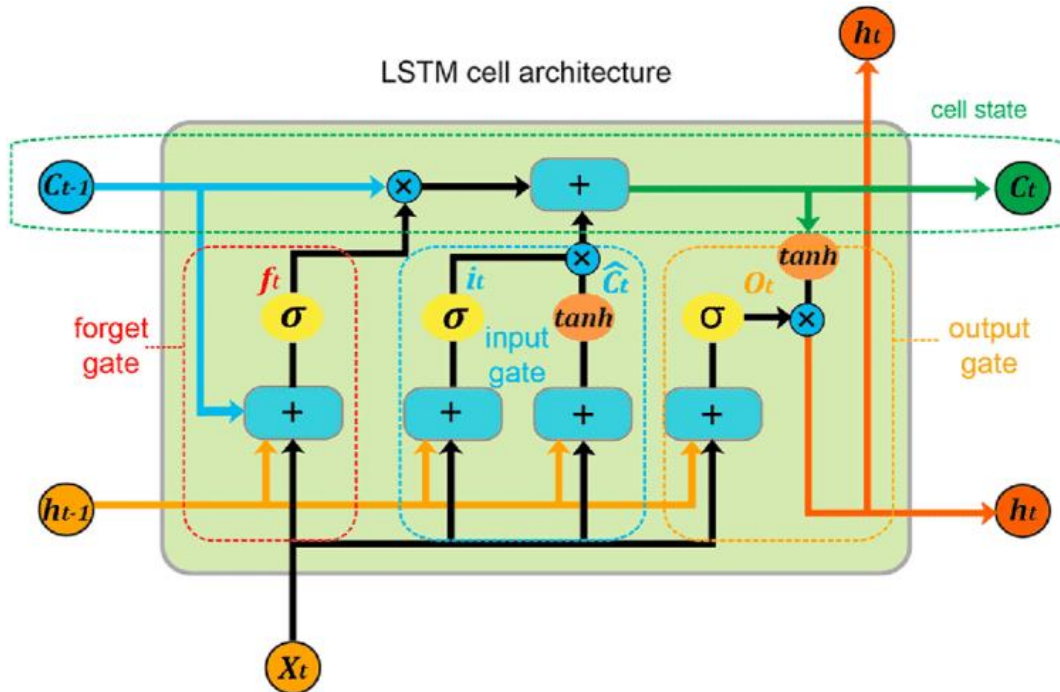 ht
LSTM cell architecture
cell state
Ct-1
×
+
Ct
tanh
ft
it
×
Ĉt
Ot
σ
σ
tanh
σ
×
forget
gate
input
gate
output
gate
+
+
+
+
ht-1
ht
Xt